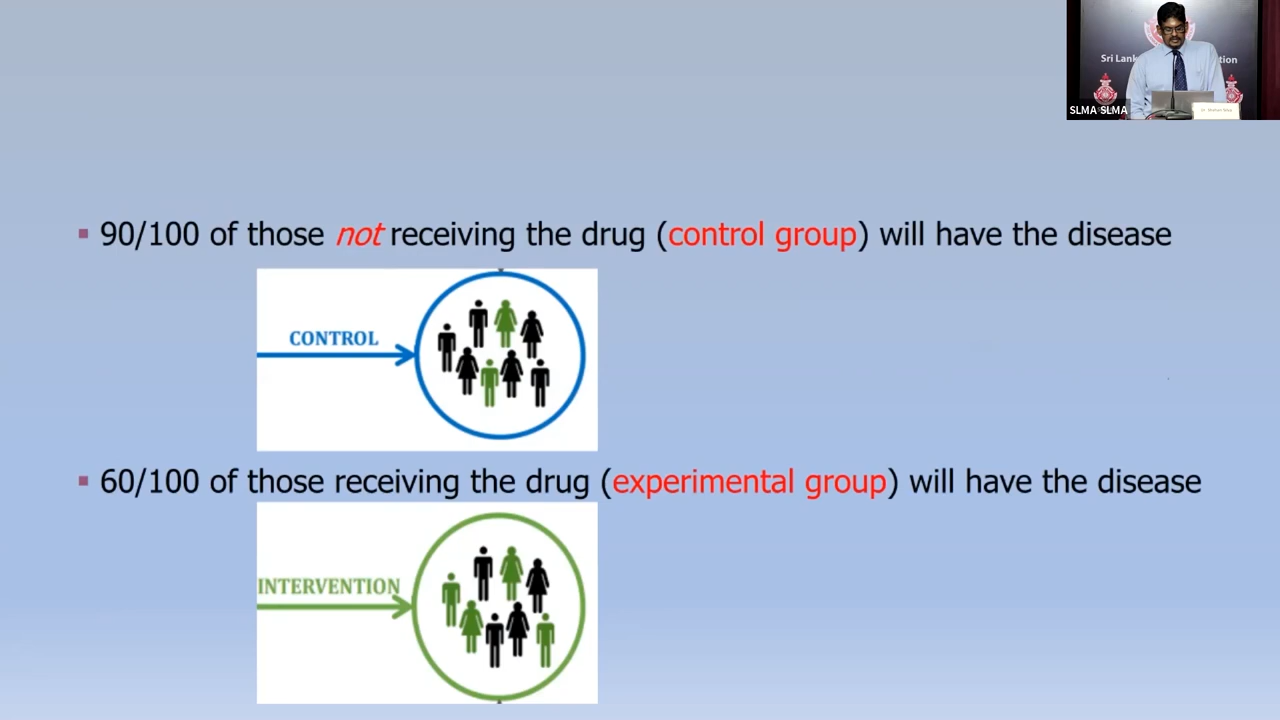 Sri Lank
tion
SLMA SLMA
▪ 90/100 of those not receiving the drug (control group) will have the disease
CONTROL
▪ 60/100 of those receiving the drug (experimental group) will have the disease
INTERVENTION